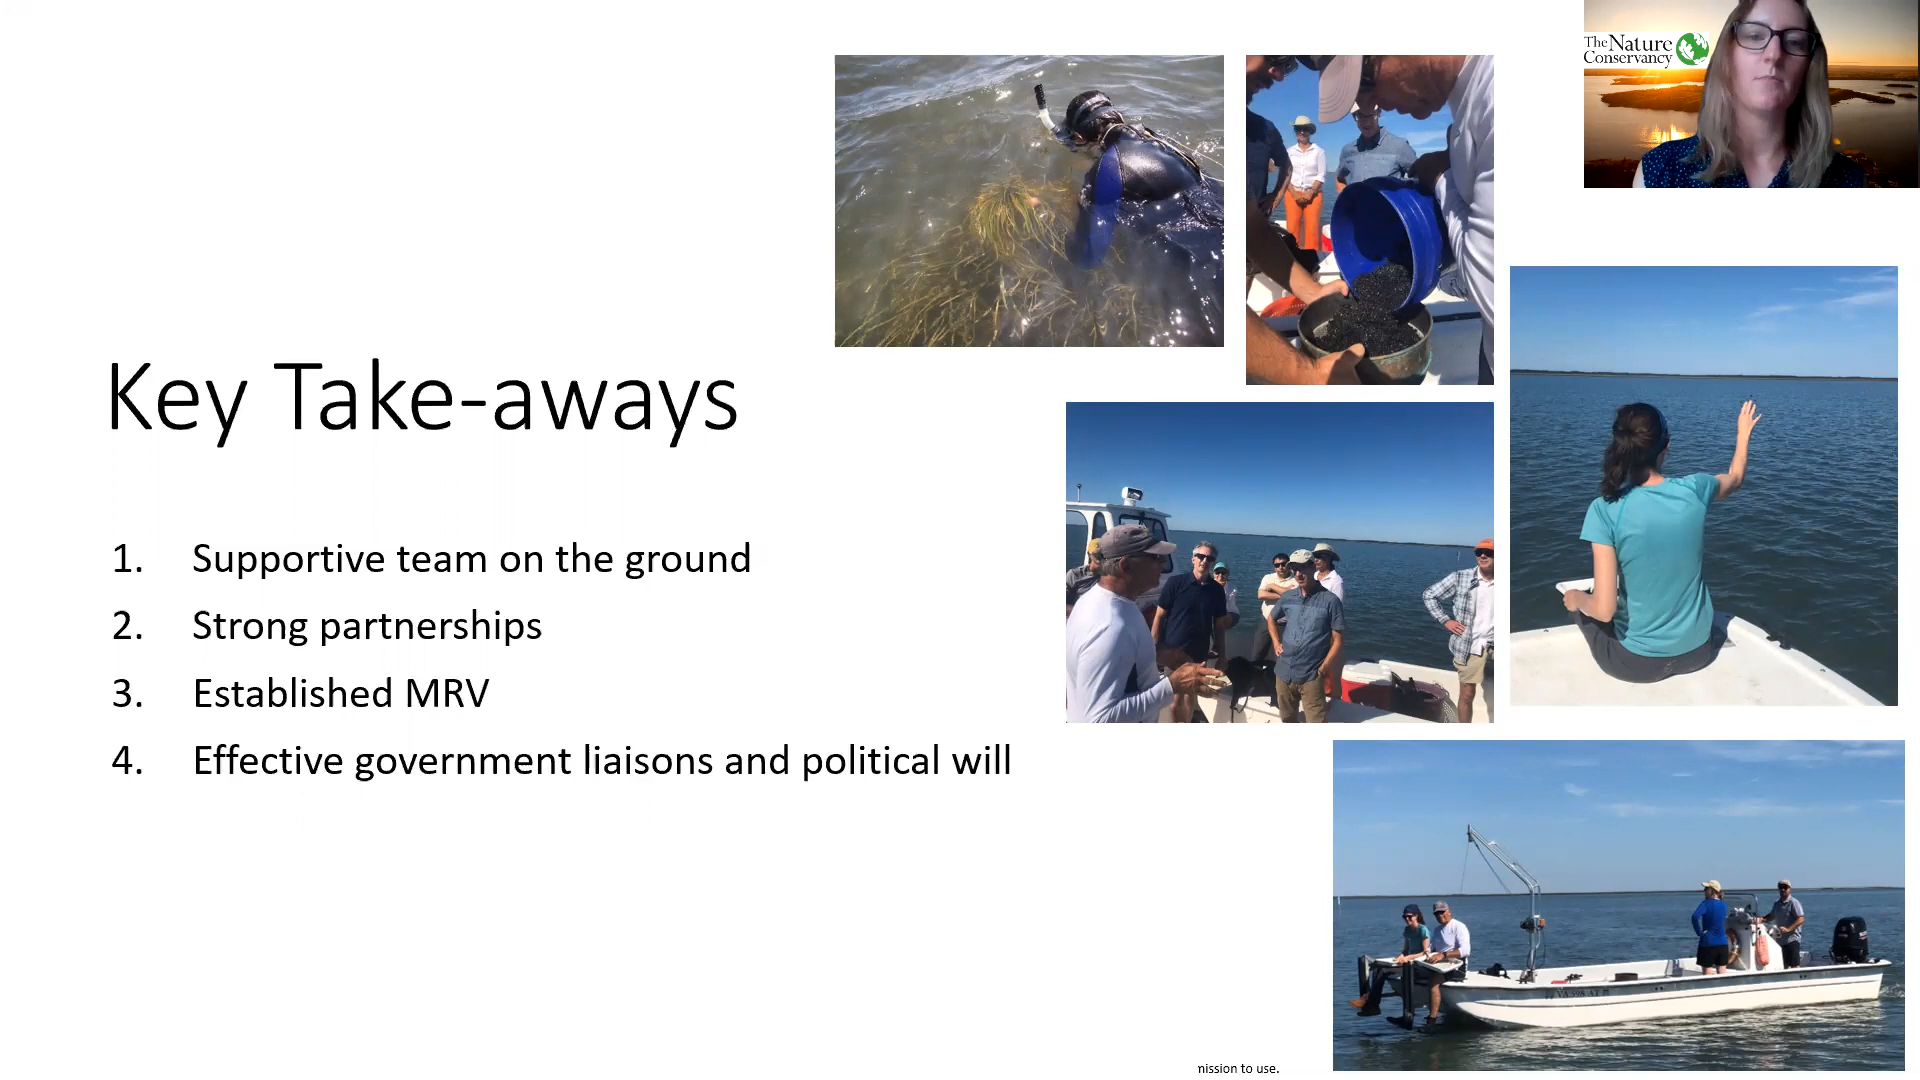 The Nature
Conservancy
Key Take-aways
1. Supportive team on the ground
2. Strong partnerships
3. Established MRV
4. Effective government liaisons and political will
mission to use.